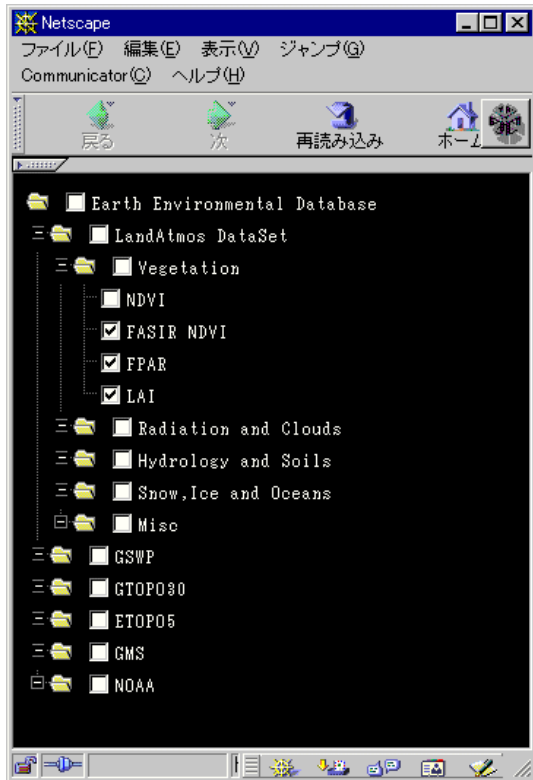 Netscape
ファイル(F) 編集(E) 表示(V) ジャンプ(G)
Communicator(C) ヘルプ(H)
戻る 次 再読み込み ホーム
Earth Environmental Database
LandAtmos DataSet
Vegetation
NDVI
FASIR NDVI
FPAR
LAI
Radiation and Clouds
Hydrology and Soils
Snow,Ice and Oceans
Misc
GSWP
GTOPO30
ETOPO5
GMS
NOAA